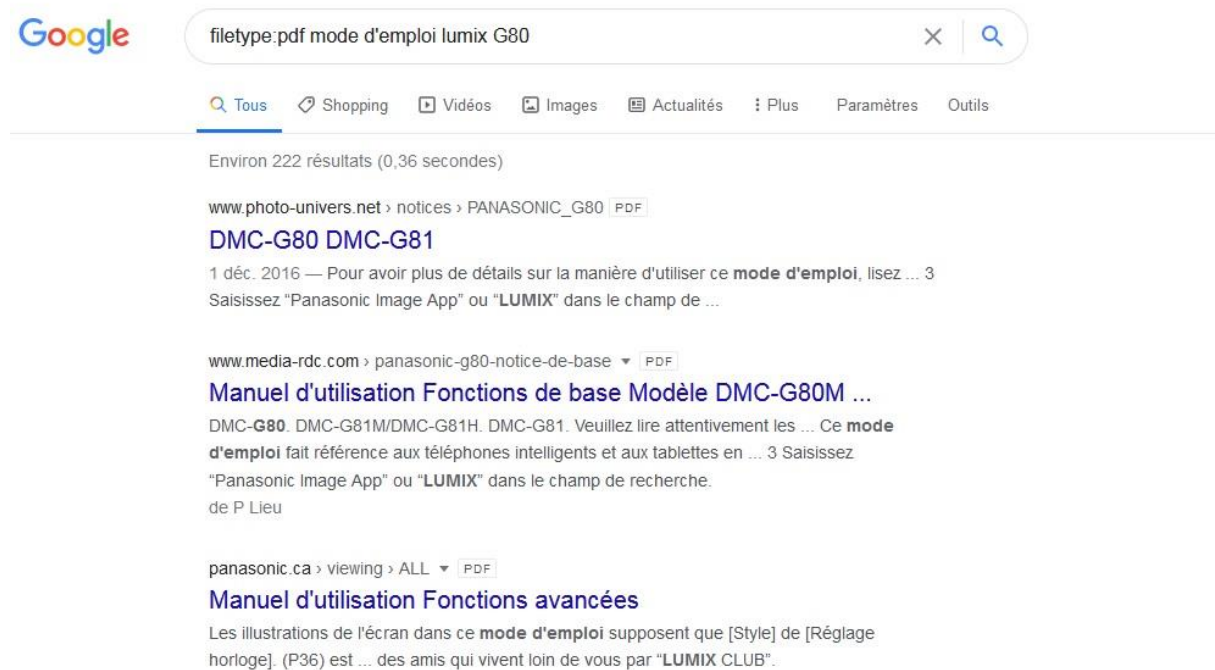 Google
filetype:pdf mode d'emploi lumix G80
Tous Shopping Vidéos Images Actualités Plus Paramètres Outils
Environ 222 résultats (0,36 secondes)
www.photo-univers.net › notices › PANASONIC_G80 PDF
DMC-G80 DMC-G81
1 déc. 2016 — Pour avoir plus de détails sur la manière d'utiliser ce mode d'emploi, lisez ... 3
Saisissez “Panasonic Image App” ou “LUMIX” dans le champ de ...
www.media-rdc.com › panasonic-g80-notice-de-base PDF
Manuel d'utilisation Fonctions de base Modèle DMC-G80M ...
DMC-G80. DMC-G81M/DMC-G81H. DMC-G81. Veuillez lire attentivement les ... Ce mode
d'emploi fait référence aux téléphones intelligents et aux tablettes en ... 3 Saisissez
“Panasonic Image App” ou “LUMIX” dans le champ de recherche.
de P Lieu
panasonic.ca › viewing › ALL PDF
Manuel d'utilisation Fonctions avancées
Les illustrations de l'écran dans ce mode d'emploi supposent que [Style] de [Réglage
horloge]. (P36) est ... des amis qui vivent loin de vous par “LUMIX CLUB”.